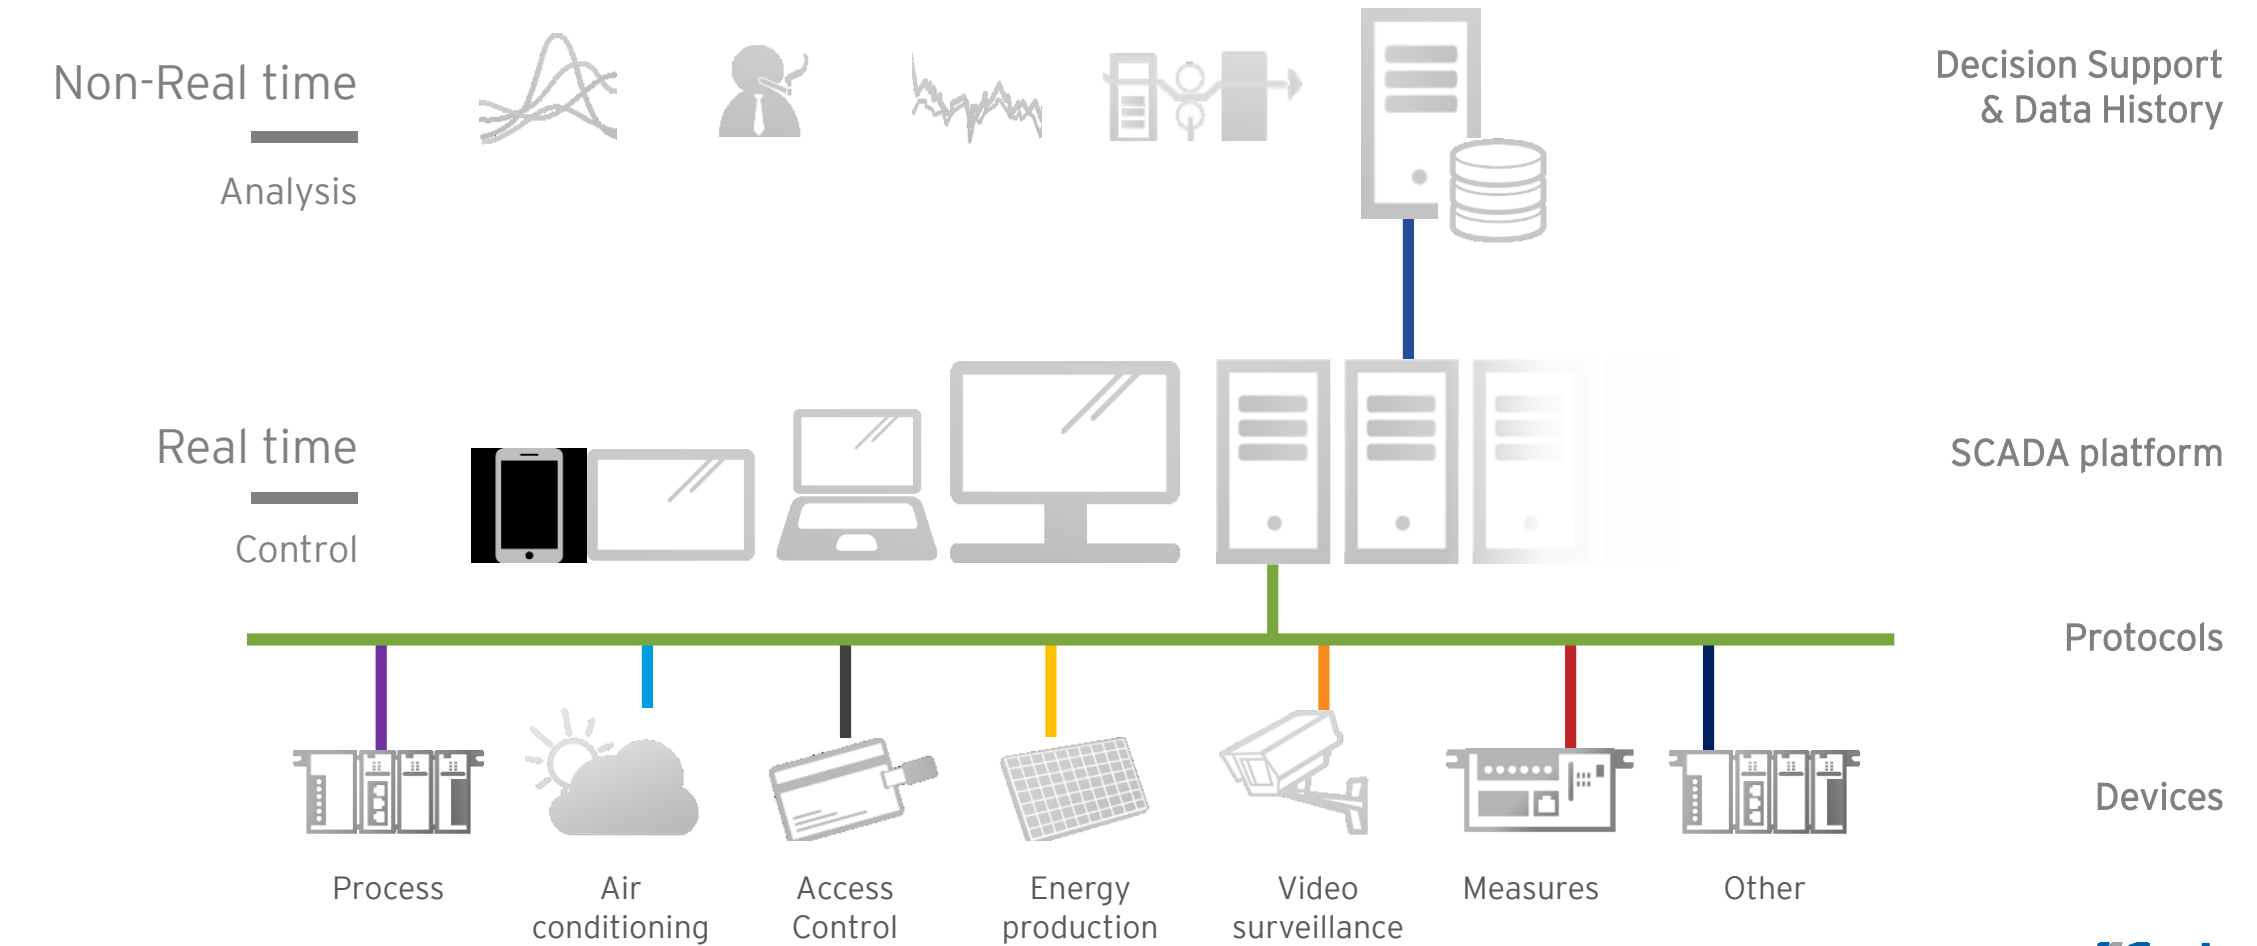 Non-Real time
Analysis
Decision Support
& Data History
Real time
Control
SCADA platform
Protocols
Devices
Process
Air
conditioning
Access
Control
Energy
production
Video
surveillance
Measures
Other